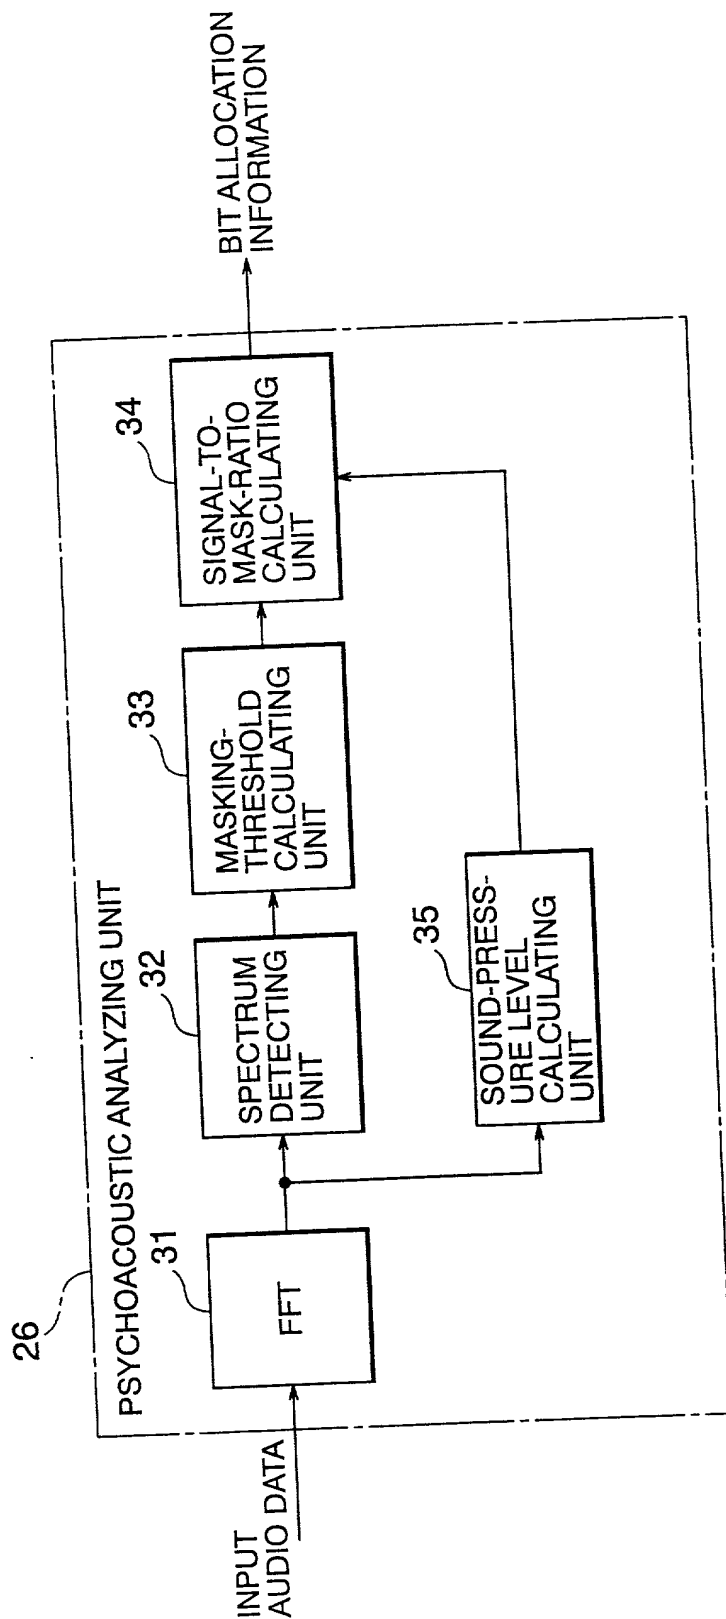 26
PSYCHOACOUSTIC ANALYZING UNIT
INPUT
AUDIO DATA
31
FFT
32
SPECTRUM
DETECTING
UNIT
33
MASKING-
THRESHOLD
CALCULATING
UNIT
34
SIGNAL-TO-
MASK-RATIO
CALCULATING
UNIT
35
SOUND-PRESS-
URE LEVEL
CALCULATING
UNIT
BIT ALLOCATION
INFORMATION